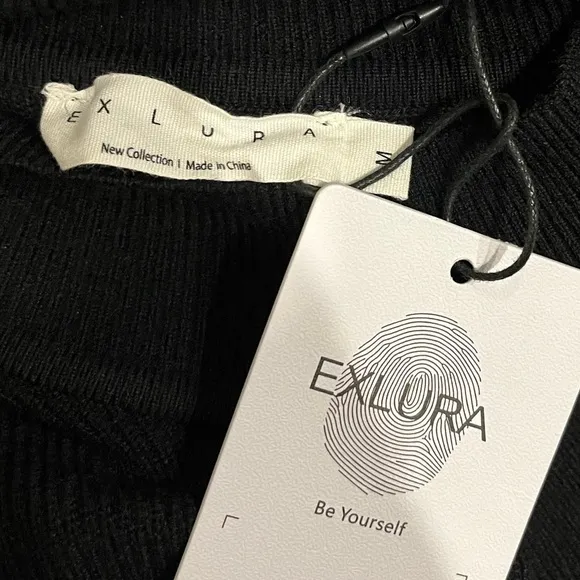 EXLURA
New Collection | Made in China
M
EXLURA
Be Yourself